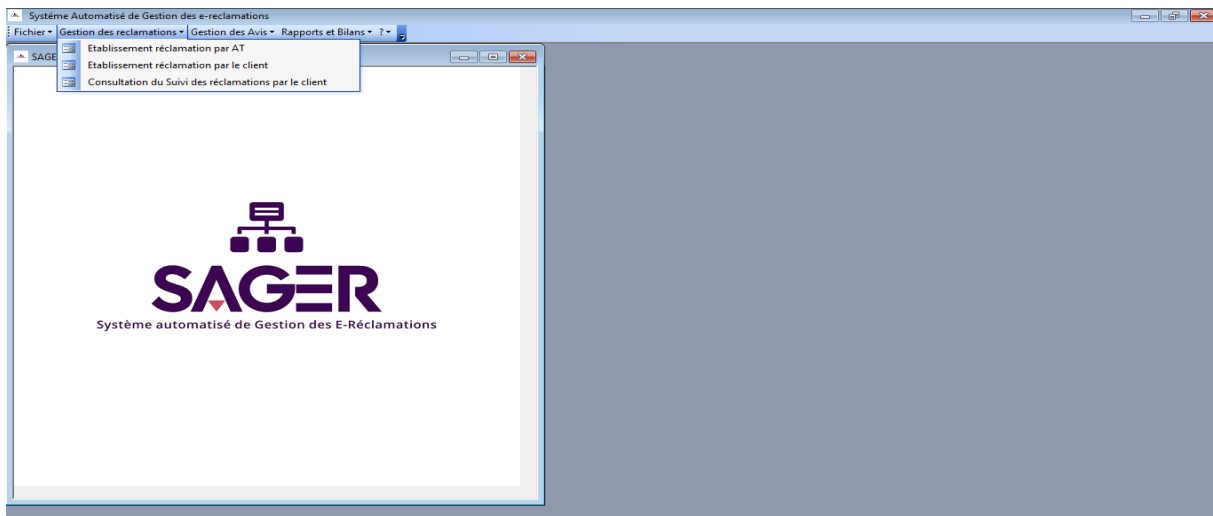 Systéme Automatisé de Gestion des e-reclamations
Fichier Gestion des reclamations Gestion des Avis Rapports et Bilans ?
SAGE
Etablissement réclamation par AT
Etablissement réclamation par le client
Consultation du Suivi des réclamations par le client
SAGER
Système automatisé de Gestion des E-Réclamations